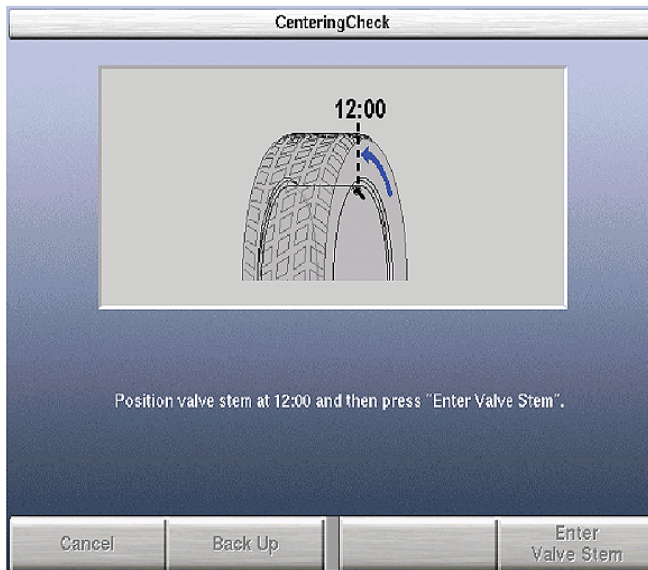 CenteringCheck
12:00
Position valve stem at 12:00 and then press "Enter Valve Stem".
Cancel
Back Up
Enter
Valve Stem